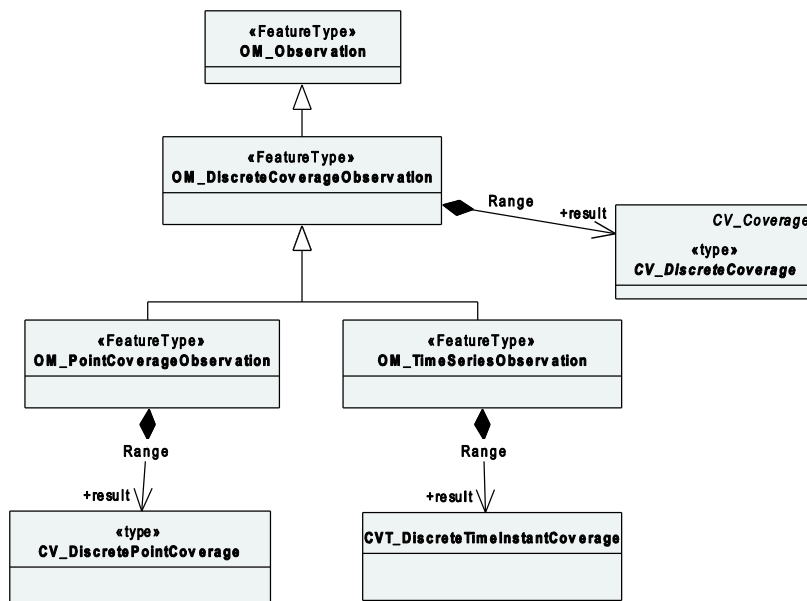 «FeatureType»
OM_Observation
«FeatureType»
OM_DiscreteCoverageObservation
Range
+result
CV_Coverage
«type»
CV_DiscreteCoverage
«FeatureType»
OM_PointCoverageObservation
«FeatureType»
OM_TimeSeriesObservation
Range
Range
+result
+result
«type»
CV_DiscretePointCoverage
CVT_DiscreteTimeInstantCoverage